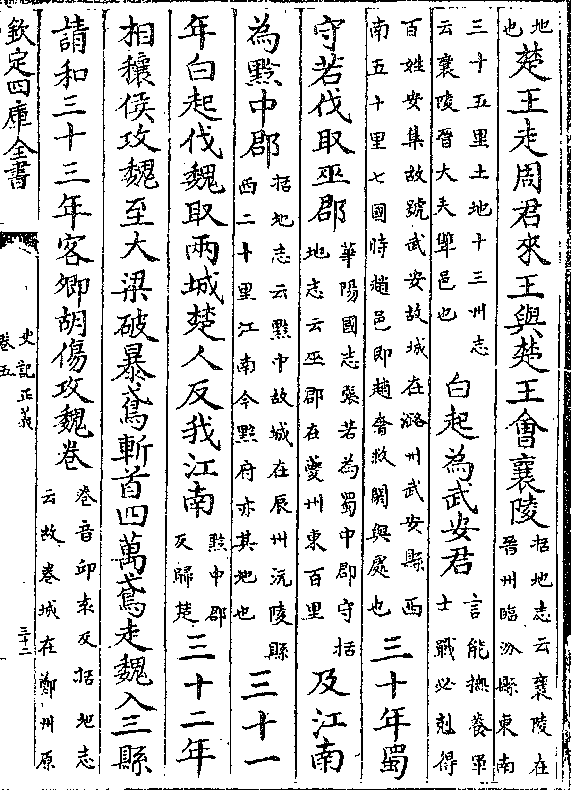 地也楚王走周君來王與楚王會襄陵括地志云襄陵在晉州臨汾縣東南
三十五里土地十三州志云襄陵晉大夫犨邑也白起為武安君言能撫養軍士戰必剋得
百姓安集故號武安故城在潞州武安縣西南五十里七國時趙邑即趙奢救閼與處也三十年蜀
守若伐取巫郡華陽國志張若為蜀中郡守括地志云巫郡在夔州東百里及江南
為黔中郡括地志云黔中故城在辰州沅陵縣西二十里江南今黔府亦其地也三十一
年白起伐魏取兩城楚人反我江南黔中郡反歸楚三十二年
相穰侯攻魏至大梁破暴鳶斬首四萬鳶走魏入三縣
請和三十三年客卿胡傷攻魏卷卷音邱袁反括地志云故卷城在鄭州原
欽定四庫全書
史記正義
卷五
三十二